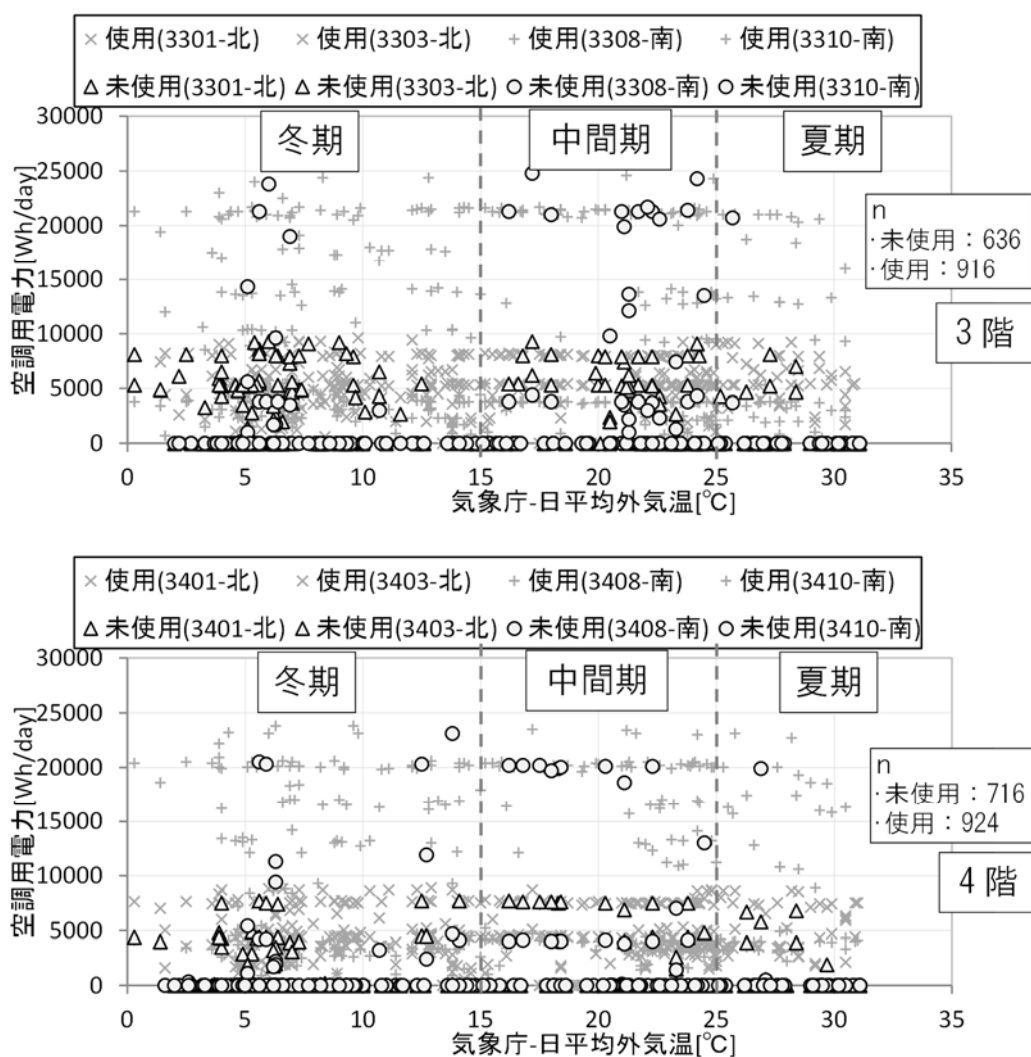 × 使用(3301-北) × 使用(3303-北) + 使用(3308-南) + 使用(3310-南)
△ 未使用(3301-北) △ 未使用(3303-北) ○ 未使用(3308-南) ○ 未使用(3310-南)
空調用電力[Wh/day]
30000
25000
20000
15000
10000
5000
0
冬期
中間期
夏期
n
・未使用：636
・使用：916
3階
0 5 10 15 20 25 30 35
気象庁-日平均外気温[℃]
× 使用(3401-北) × 使用(3403-北) + 使用(3408-南) + 使用(3410-南)
△ 未使用(3401-北) △ 未使用(3403-北) ○ 未使用(3408-南) ○ 未使用(3410-南)
空調用電力[Wh/day]
30000
25000
20000
15000
10000
5000
0
冬期
中間期
夏期
n
・未使用：716
・使用：924
4階
0 5 10 15 20 25 30 35
気象庁-日平均外気温[℃]